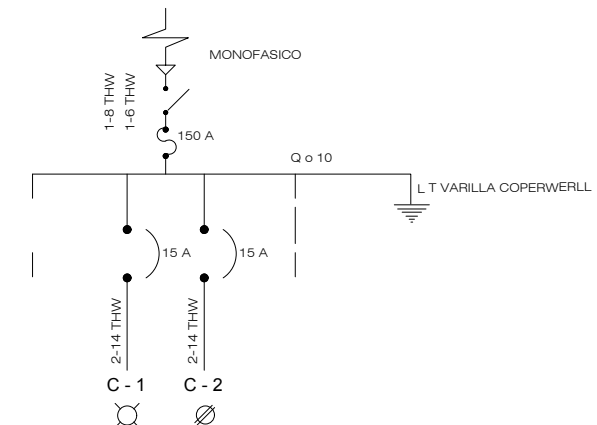 MONOFASICO
1-8 THW
1-6 THW
150 A
Q o 10
L T VARILLA COPERWERLL
15 A
15 A
2-14 THW
2-14 THW
C - 1
C - 2